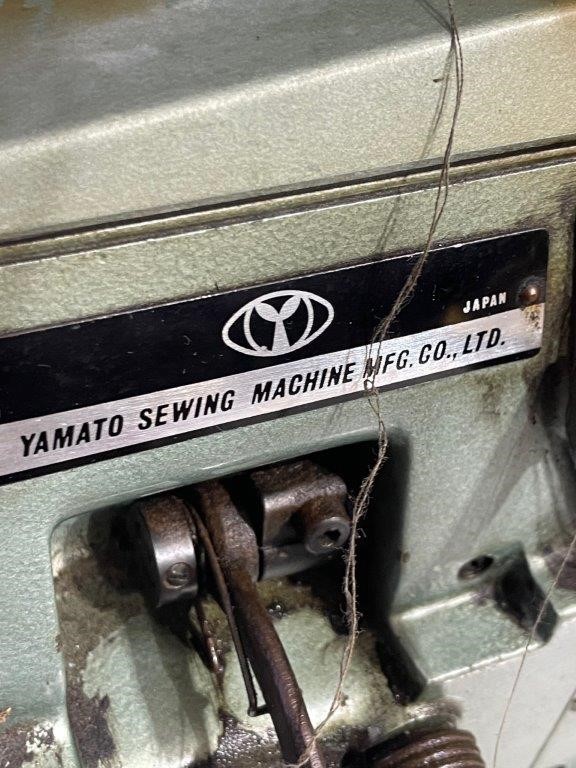 JAPAN
YAMATO SEWING MACHINE MFG. CO., LTD.